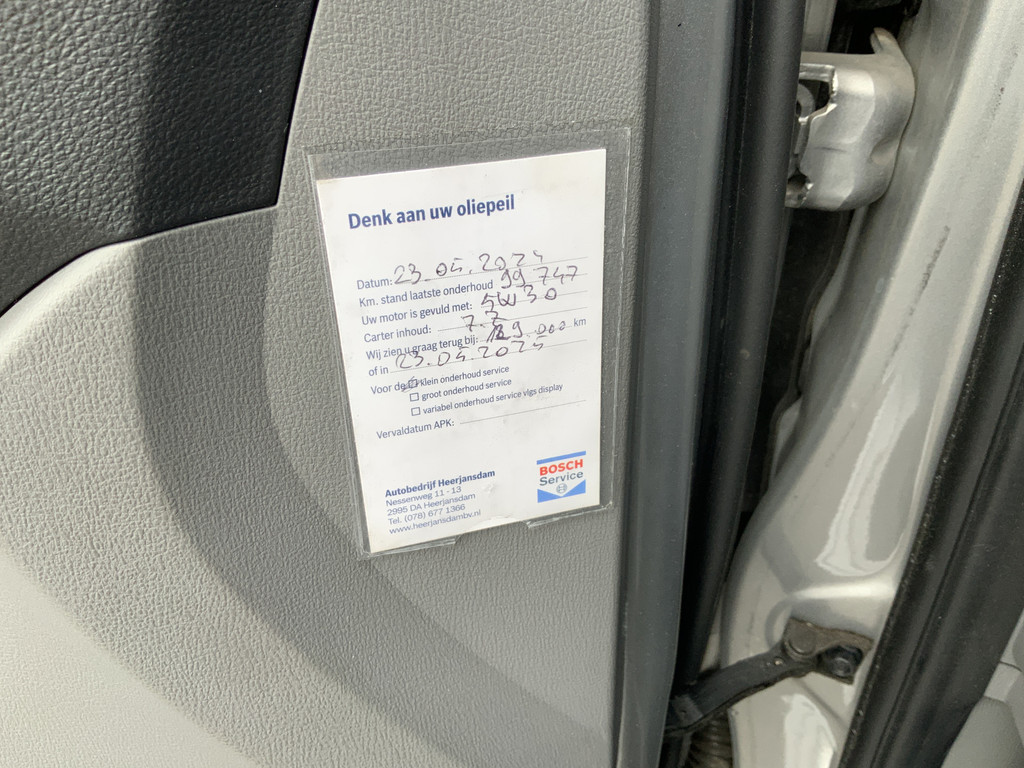 Denk aan uw oliepeil
Datum: 23.05.2024
Km. stand laatste onderhoud 99 747
Uw motor is gevuld met: 5W30
Carter inhoud: 7.7
Wij zien u graag terug bij: 129.000 km
of in 23.05.2025
Voor de: klein onderhoud service
groot onderhoud service
variabel onderhoud service vlgs display
Vervaldatum APK:
Autobedrijf Heerjansdam
Nessenweg 11 - 13
2995 DA Heerjansdam
Tel. (078) 677 1366
www.heerjansdambv.nl
BOSCH
Service